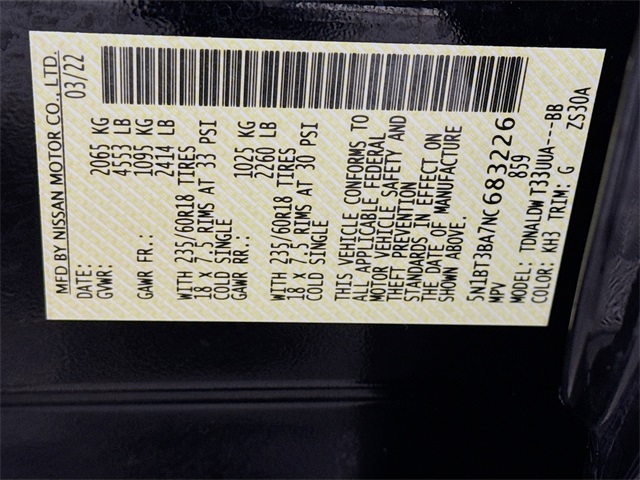 MFD BY NISSAN MOTOR CO., LTD.
DATE: 03/22
GVWR: 2065 KG
4553 LB
GAWR FR.: 1095 KG
2414 LB
WITH 235/60R18 TIRES
18 X 7.5 RIMS AT 33 PSI
COLD SINGLE
GAWR RR.: 1025 KG
2260 LB
WITH 235/60R18 TIRES
18 X 7.5 RIMS AT 30 PSI
COLD SINGLE
THIS VEHICLE CONFORMS TO
ALL APPLICABLE FEDERAL
MOTOR VEHICLE SAFETY AND
THEFT PREVENTION
STANDARDS IN EFFECT ON
THE DATE OF MANUFACTURE
SHOWN ABOVE.
5N1BT3BA7NC683226
MPV 859
MODEL: TDWALDW T33UUA---BB
COLOR: KH3 TRIM: G ZS30A